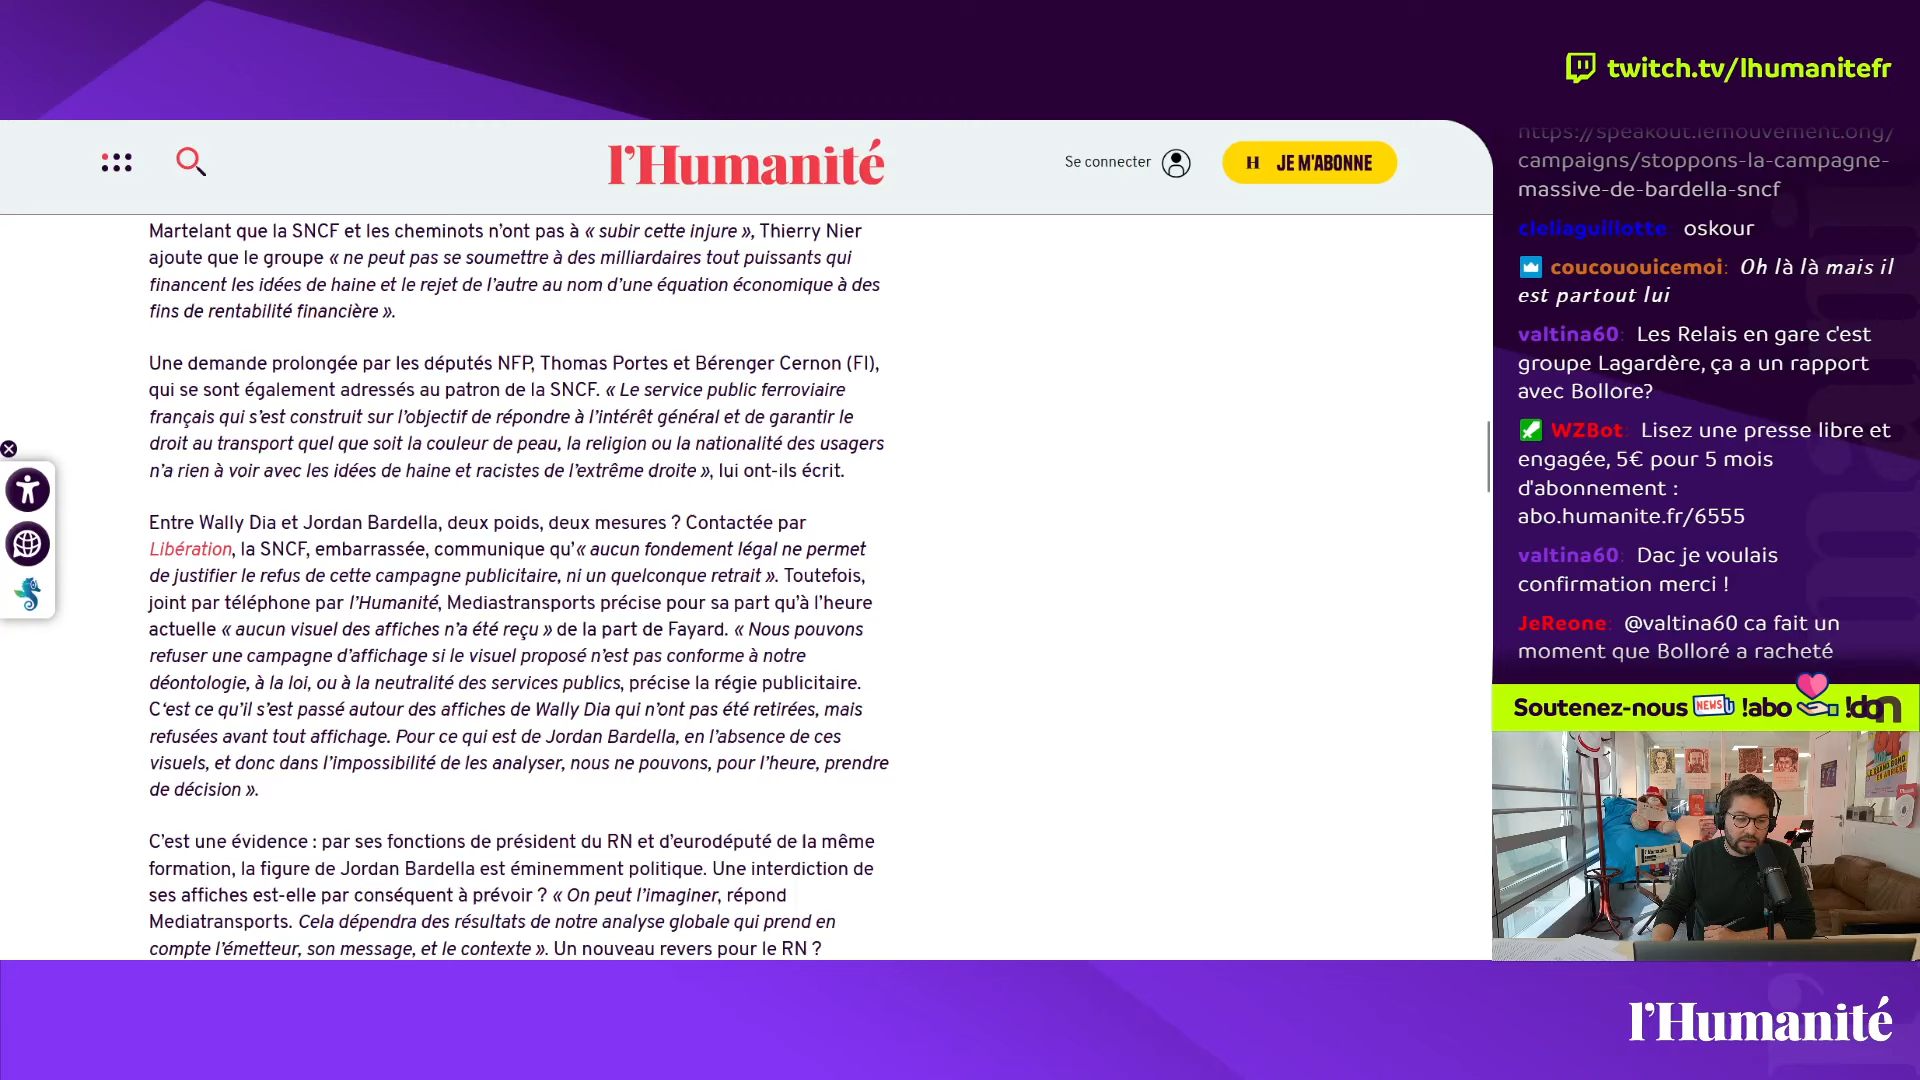 twitch.tv/lhumanitefr
l'Humanité
Se connecter
H JE M'ABONNE
Martelant que la SNCF et les cheminots n’ont pas à « subir cette injure », Thierry Nier
ajoute que le groupe « ne peut pas se soumettre à des milliardaires tout puissants qui
financent les idées de haine et le rejet de l’autre au nom d’une équation économique à des
fins de rentabilité financière ».
Une demande prolongée par les députés NFP, Thomas Portes et Bérenger Cernon (FI),
qui se sont également adressés au patron de la SNCF. « Le service public ferroviaire
français qui s’est construit sur l’objectif de répondre à l’intérêt général et de garantir le
droit au transport quel que soit la couleur de peau, la religion ou la nationalité des usagers
n’a rien à voir avec les idées de haine et racistes de l’extrême droite », lui ont-ils écrit.
Entre Wally Dia et Jordan Bardella, deux poids, deux mesures ? Contactée par
Libération, la SNCF, embarrassée, communique qu’« aucun fondement légal ne permet
de justifier le refus de cette campagne publicitaire, ni un quelconque retrait ». Toutefois,
joint par téléphone par l’Humanité, Mediastransports précise pour sa part qu’à l’heure
actuelle « aucun visuel des affiches n’a été reçu » de la part de Fayard. « Nous pouvons
refuser une campagne d’affichage si le visuel proposé n’est pas conforme à notre
déontologie, à la loi, ou à la neutralité des services publics, précise la régie publicitaire.
C‘est ce qu’il s’est passé autour des affiches de Wally Dia qui n’ont pas été retirées, mais
refusées avant tout affichage. Pour ce qui est de Jordan Bardella, en l’absence de ces
visuels, et donc dans l’impossibilité de les analyser, nous ne pouvons, pour l’heure, prendre
de décision ».
C’est une évidence : par ses fonctions de président du RN et d’eurodéputé de la même
formation, la figure de Jordan Bardella est éminemment politique. Une interdiction de
ses affiches est-elle par conséquent à prévoir ? « On peut l’imaginer, répond
Mediatransports. Cela dépendra des résultats de notre analyse globale qui prend en
compte l’émetteur, son message, et le contexte ». Un nouveau revers pour le RN ?
https://speakout.lemouvement.ong/
campaigns/stoppons-la-campagne-
massive-de-bardella-sncf
cleliaguillotte: oskour
coucououicemoi: Oh là là mais il
est partout lui
valtina60: Les Relais en gare c'est
groupe Lagardère, ça a un rapport
avec Bollore?
WZBot: Lisez une presse libre et
engagée, 5€ pour 5 mois
d'abonnement :
abo.humanite.fr/6555
valtina60: Dac je voulais
confirmation merci !
JeReone: @valtina60 ca fait un
moment que Bolloré a racheté
Soutenez-nous NEWS !abo
l'Humanité
l'Humanité